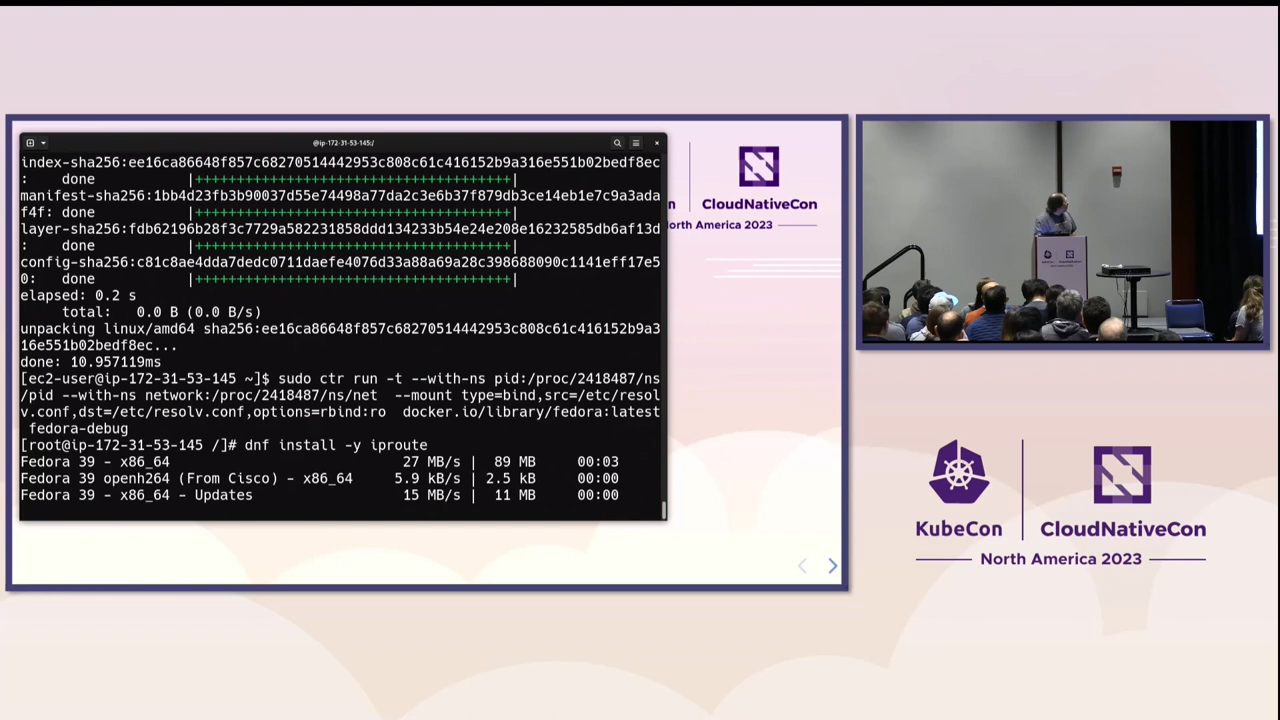 @ip-172-31-53-145:/
index-sha256:ee16ca86648f857c68270514442953c808c61c416152b9a316e551b02bedf8ec
:    done           |++++++++++++++++++++++++++++++++++++++|
manifest-sha256:1bb4d23fb3b90037d55e74498a77da2c3e6b37f879db3ce14eb1e7c9a3ada
f4f: done           |++++++++++++++++++++++++++++++++++++++|
layer-sha256:fdb62196b28f3c7729a582231858ddd134233b54e24e208e16232585db6af13d
:    done           |++++++++++++++++++++++++++++++++++++++|
config-sha256:c81c8ae4dda7dedc0711daefe4076d33a88a69a28c398688090c1141eff17e5
0:   done           |++++++++++++++++++++++++++++++++++++++|
elapsed: 0.2 s
total:   0.0 B (0.0 B/s)
unpacking linux/amd64 sha256:ee16ca86648f857c68270514442953c808c61c416152b9a3
16e551b02bedf8ec...
done: 10.957119ms
[ec2-user@ip-172-31-53-145 ~]$ sudo ctr run -t --with-ns pid:/proc/2418487/ns
/pid --with-ns network:/proc/2418487/ns/net  --mount type=bind,src=/etc/resol
v.conf,dst=/etc/resolv.conf,options=rbind:ro  docker.io/library/fedora:latest
fedora-debug
[root@ip-172-31-53-145 /]# dnf install -y iproute
Fedora 39 - x86_64                            27 MB/s |  89 MB     00:03
Fedora 39 openh264 (From Cisco) - x86_64     5.9 kB/s | 2.5 kB     00:00
Fedora 39 - x86_64 - Updates                  15 MB/s |  11 MB     00:00
n
CloudNativeCon
orth America 2023
KubeCon
CloudNativeCon
North America 2023